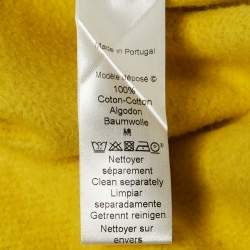 Made in Portugal
Modèle déposé ©
100%
Coton-Cotton
Algodon
Baumwolle
M
Nettoyer
séparement
Clean separately
Limpiar
separadamente
Getrennt reinigen
Nettoyer sur
envers